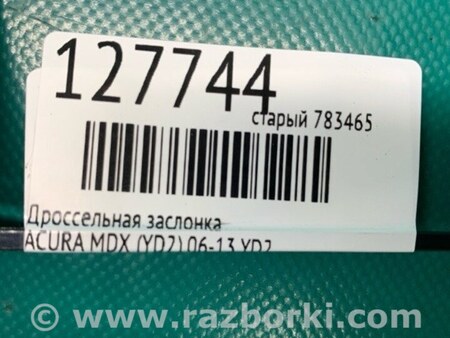 127744
старый 783465
Дроссельная заслонка
ACURA MDX (YD2) 06-13 YD2
© www.razborki.com